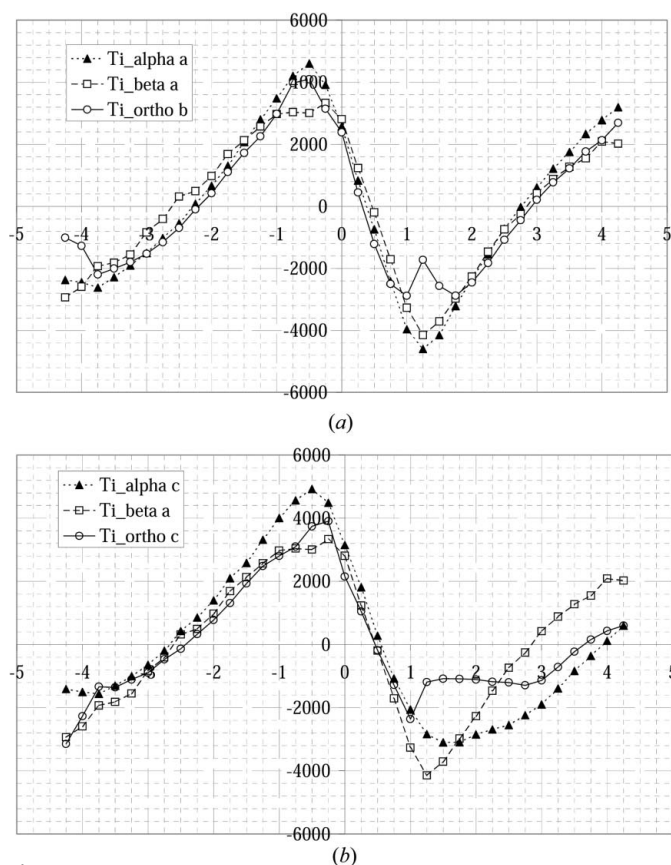 6000
Ti_alpha a
Ti_beta a
Ti_ortho b
4000
2000
0
-5 -4 -3 -2 -1 0 1 2 3 4 5
-2000
-4000
-6000
(a)
6000
Ti_alpha c
Ti_beta a
Ti_ortho c
4000
2000
0
-5 -4 -3 -2 -1 0 1 2 3 4 5
-2000
-4000
-6000
(b)